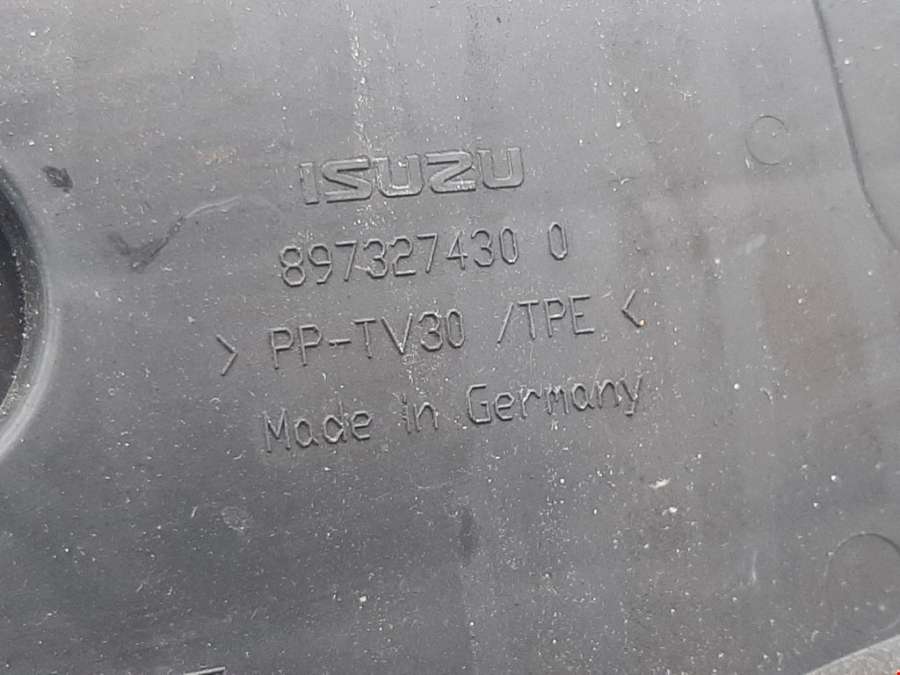 ISUZU
897327430 0
> PP-TV30 /TPE <
Made in Germany